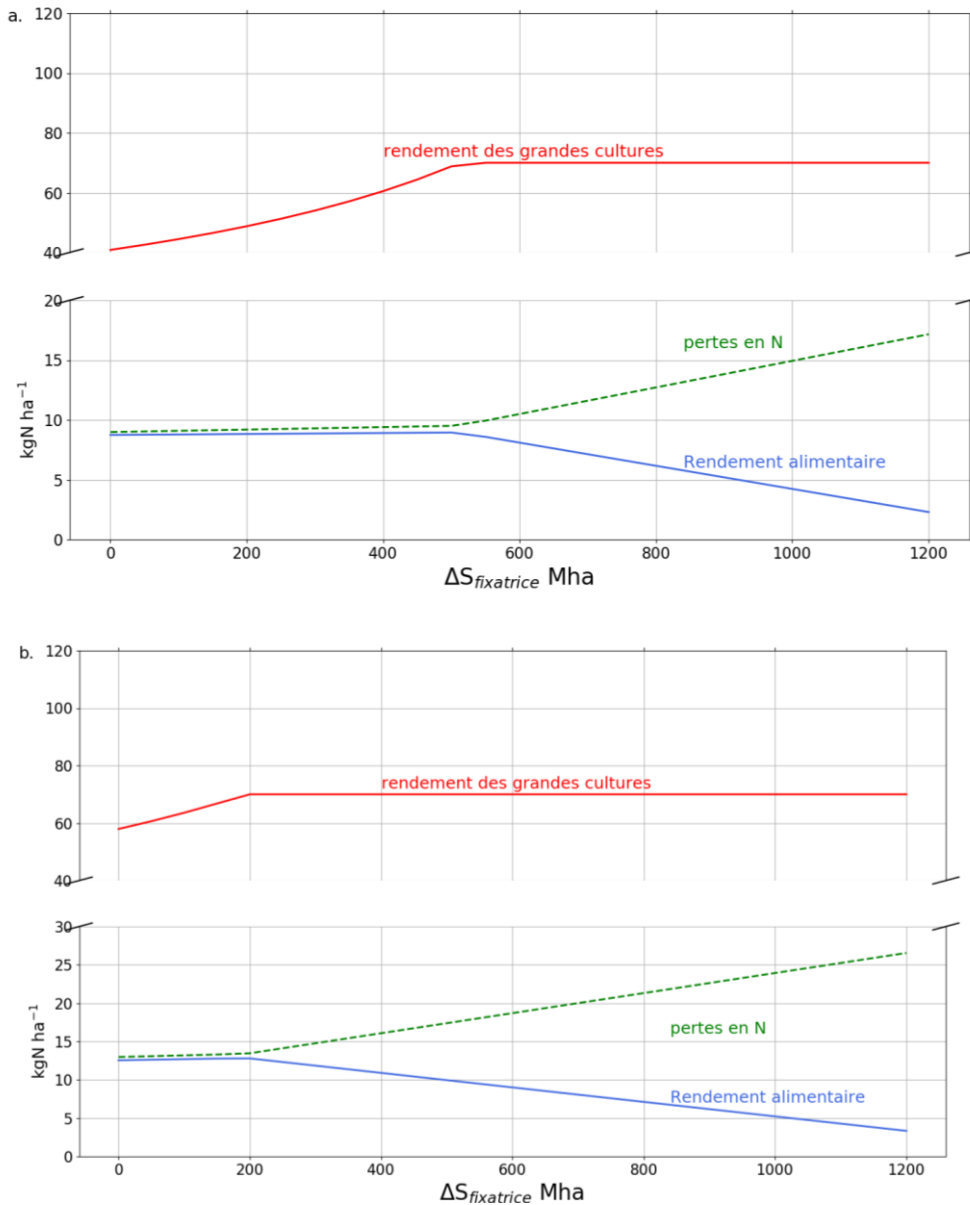 a.
120
100
80
rendement des grandes cultures
60
40
20
pertes en N
15
kgN ha⁻¹
10
Rendement alimentaire
5
0
0 200 400 600 800 1000 1200
ΔS_fixatrice Mha
b.
120
100
80
rendement des grandes cultures
60
40
30
25
20
pertes en N
kgN ha⁻¹
15
10
Rendement alimentaire
5
0
0 200 400 600 800 1000 1200
ΔS_fixatrice Mha